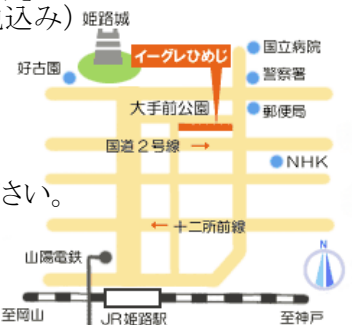 込み)
姫路城
イーグレひめじ
国立病院
好古園
警察署
大手前公園
郵便局
国道2号線 →
NHK
さい。
← 十二所前線
山陽電鉄
N
至岡山
JR姫路駅
至神戸